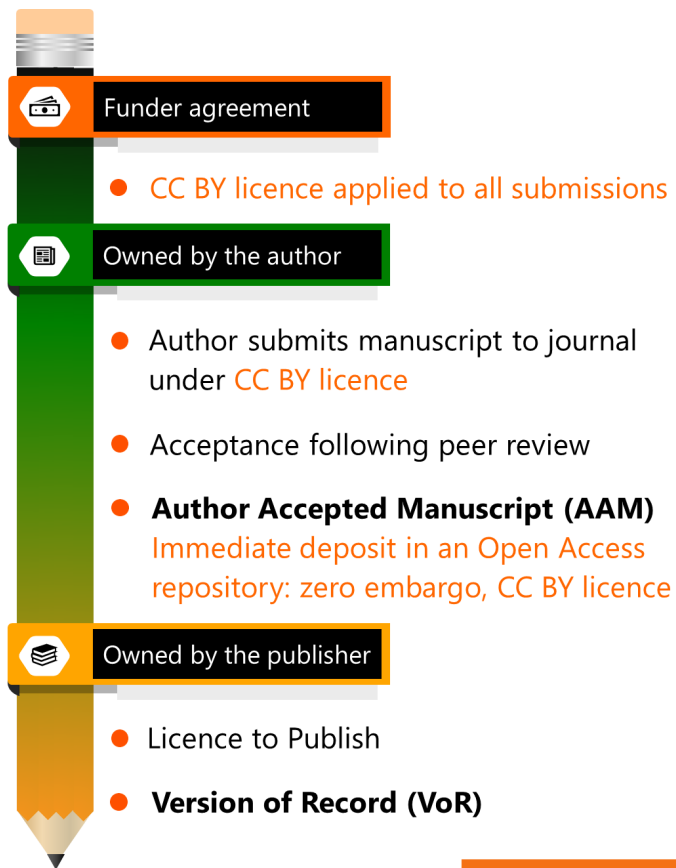 Funder agreement
CC BY licence applied to all submissions
Owned by the author
Author submits manuscript to journal
under CC BY licence
Acceptance following peer review
Author Accepted Manuscript (AAM)
Immediate deposit in an Open Access
repository: zero embargo, CC BY licence
Owned by the publisher
Licence to Publish
Version of Record (VoR)